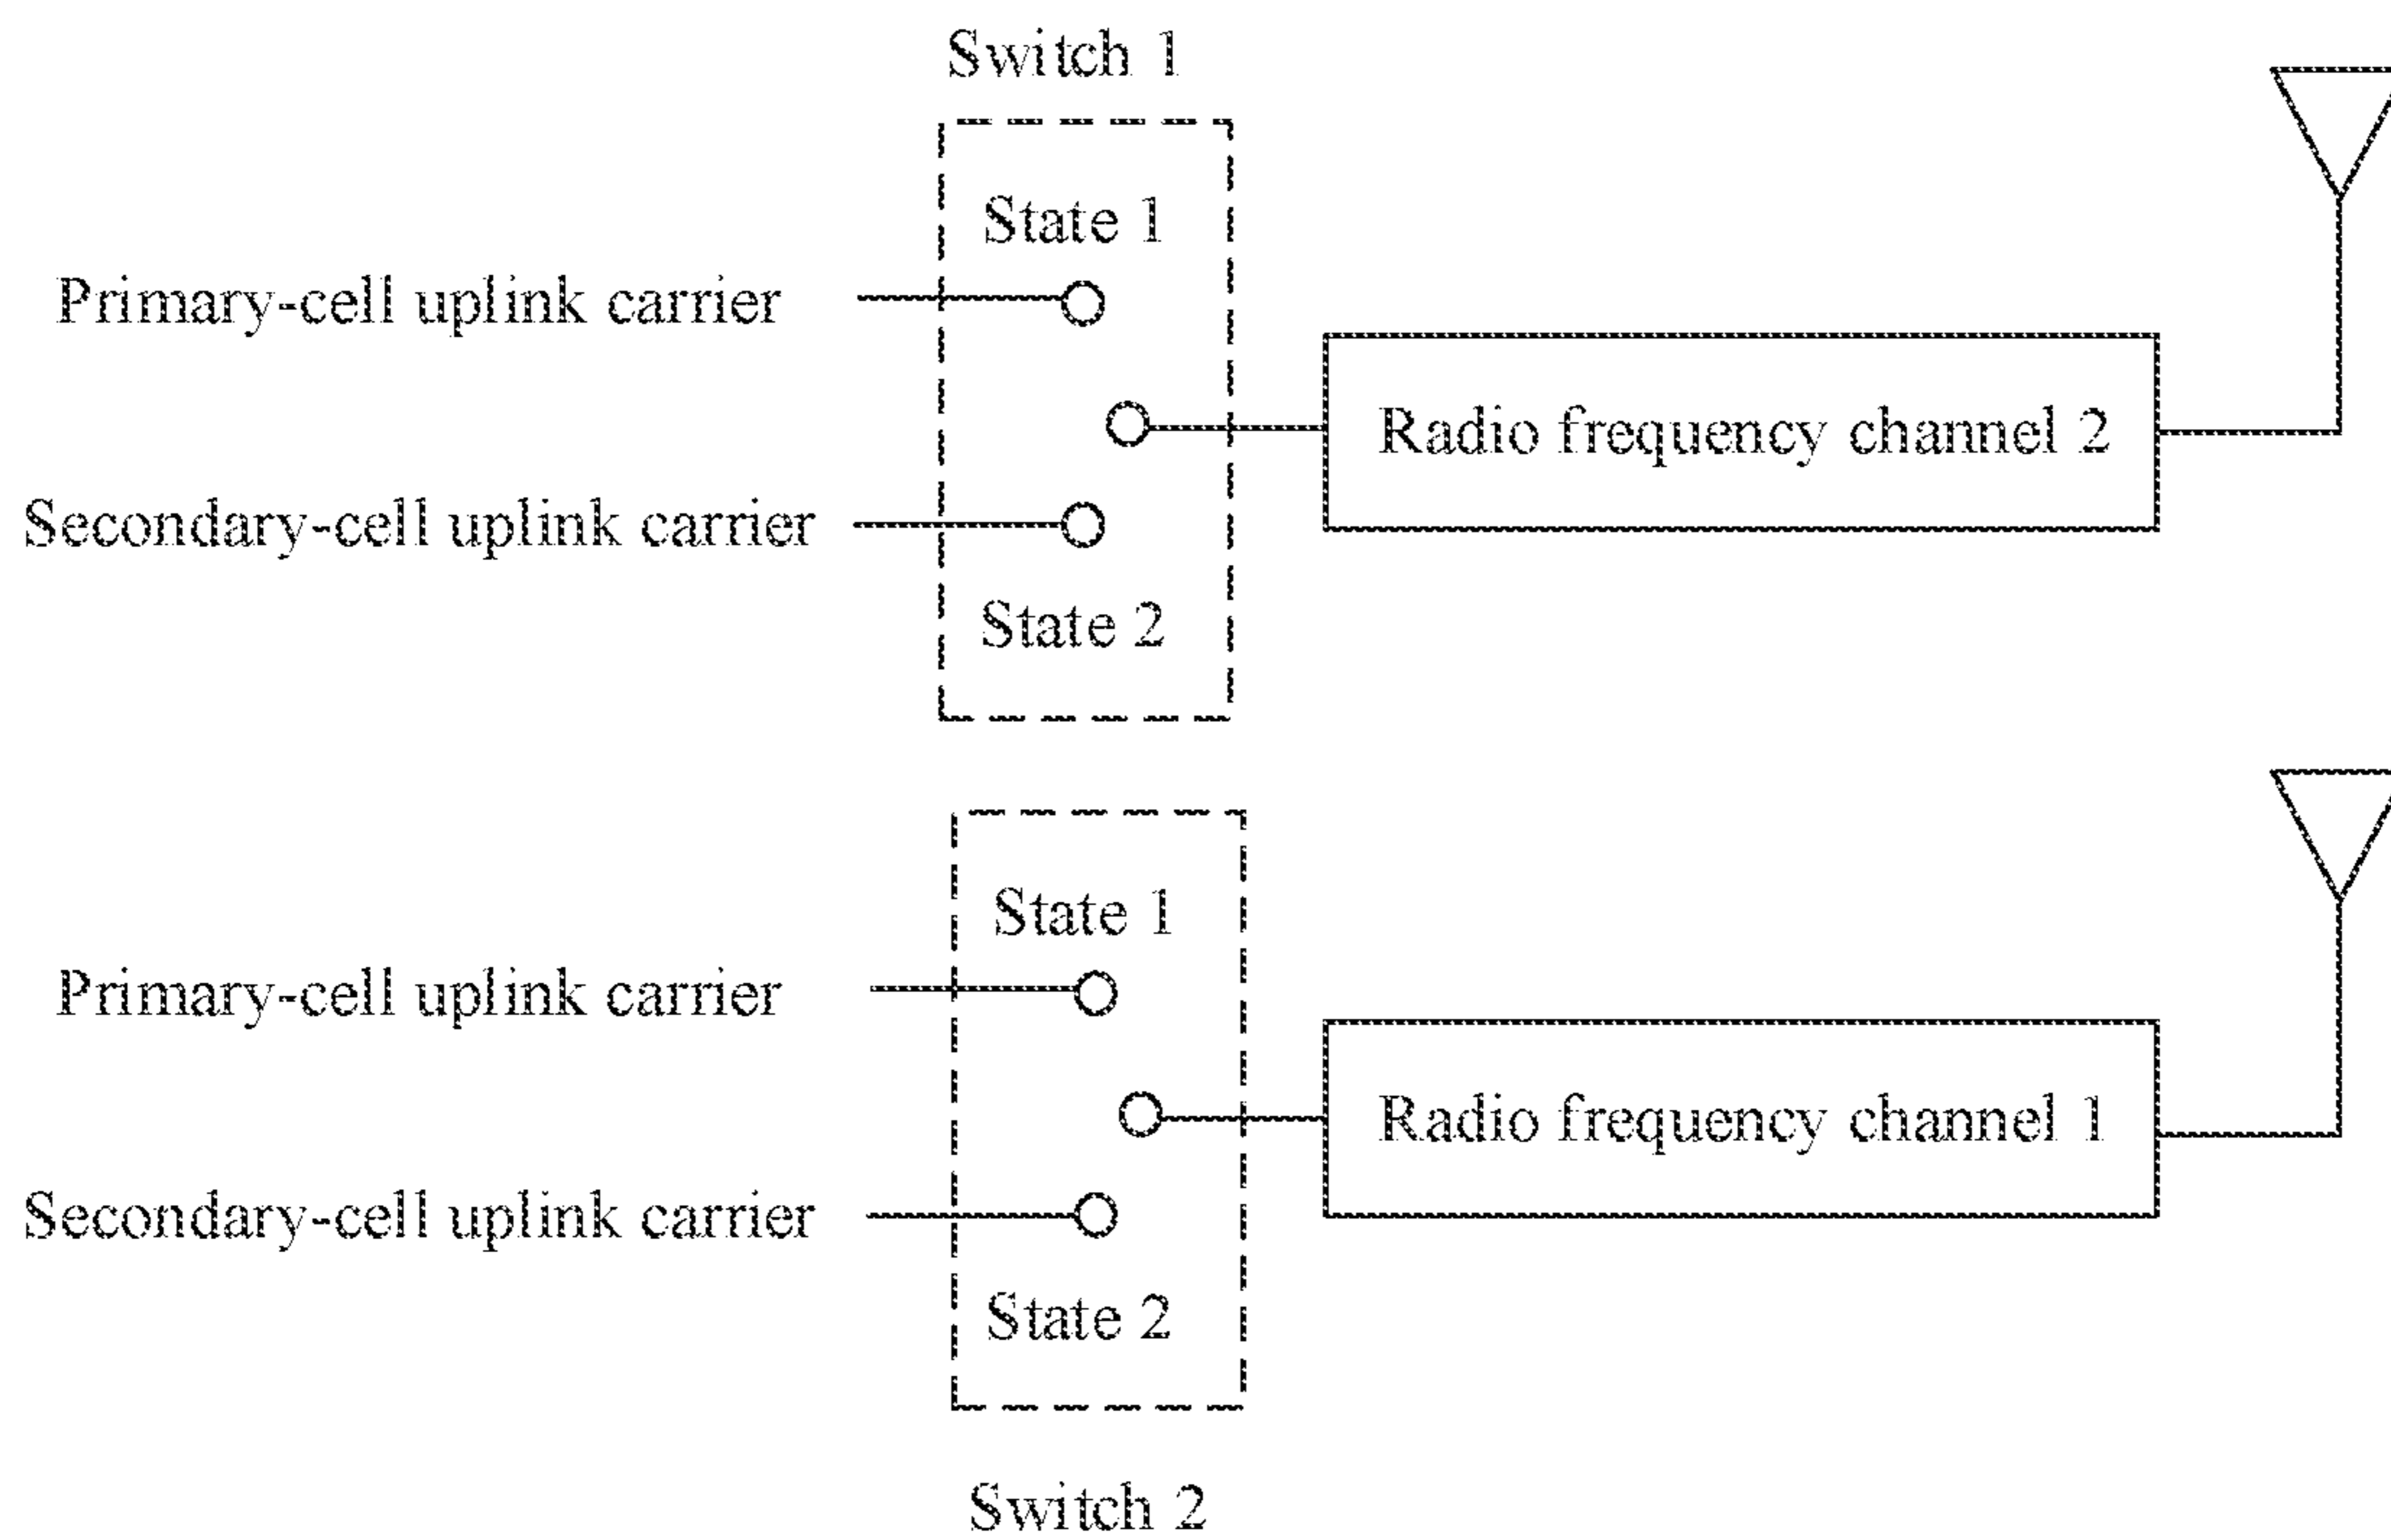 Switch 1
State 1
Primary-cell uplink carrier
Radio frequency channel 2
Secondary-cell uplink carrier
State 2
State 1
Primary-cell uplink carrier
Radio frequency channel 1
Secondary-cell uplink carrier
State 2
Switch 2